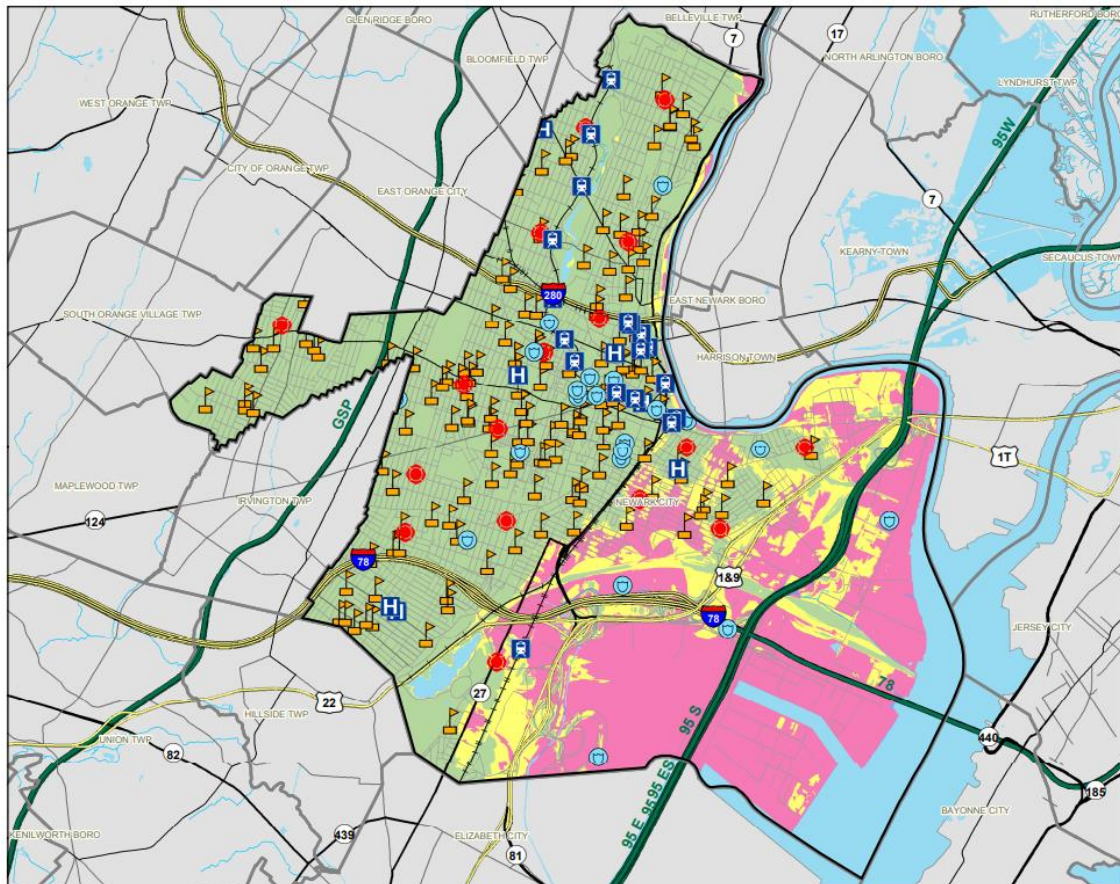 GLEN RIDGE BORO
BELLEVILLE TWP
RUTHERFORD BORO
7
17
NORTH ARLINGTON BORO
BLOOMFIELD TWP
LYNDHURST TWP
WEST ORANGE TWP
95W
H
CITY OF ORANGE TWP
EAST ORANGE CITY
7
KEARNY TOWN
SECAUCUS TOWN
280
EAST NEWARK BORO
SOUTH ORANGE VILLAGE TWP
HARRISON TOWN
H
H
GSP
1T
H
MAPLEWOOD TWP
IRVINGTON TWP
NEWARK CITY
124
78
1&9
H
78
JERSEY CITY
27
78
22
HILLSIDE TWP
95 S
UNION TWP
82
440
95 E 95 95 ES
185
BAYONNE CITY
KENILWORTH BORO
439
ELIZABETH CITY
81